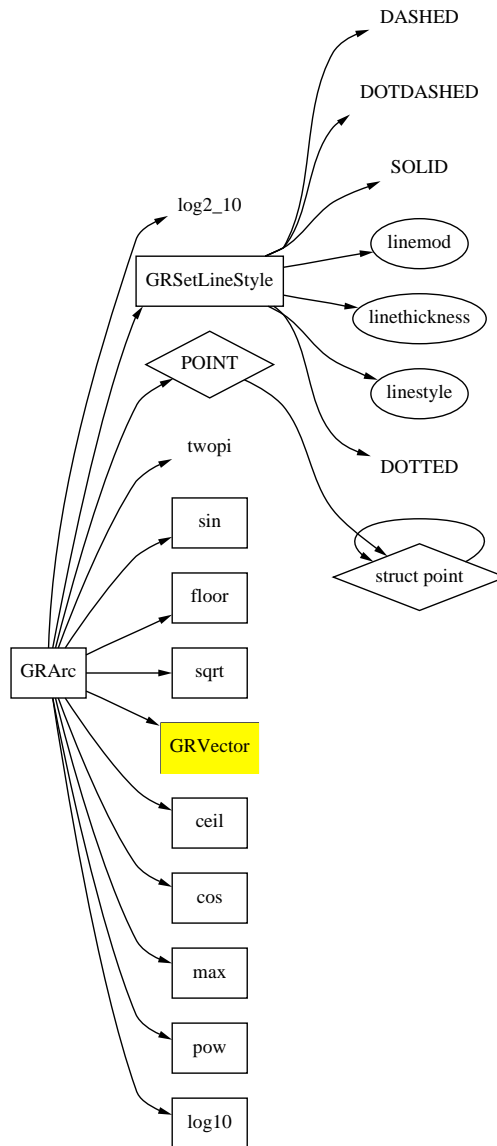 DASHED
DOTDASHED
SOLID
log2_10
linemod
GRSetLineStyle
linethickness
POINT
linestyle
twopi
DOTTED
sin
struct point
floor
GRArc
sqrt
GRVector
ceil
cos
max
pow
log10